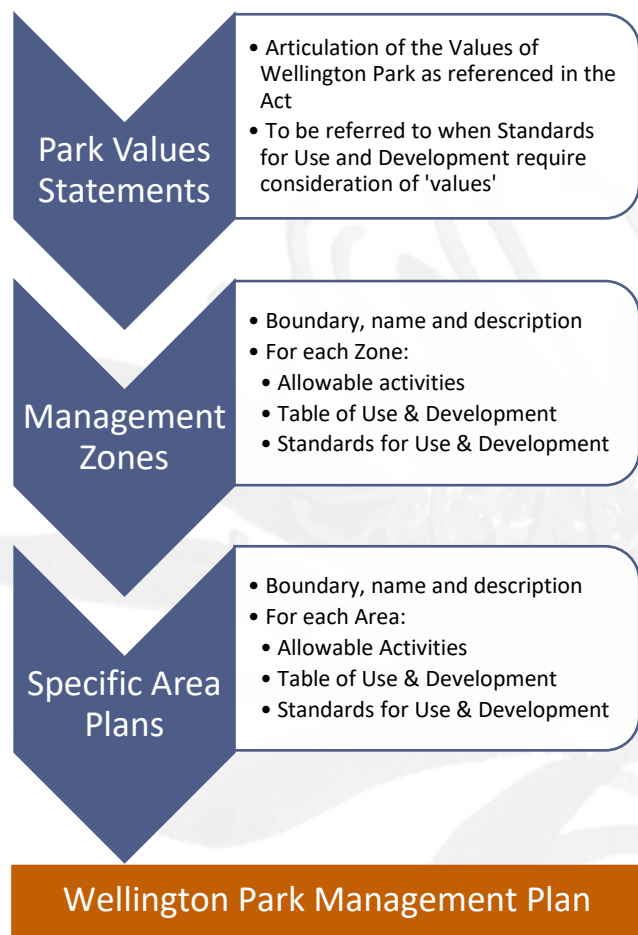 Park Values
Statements
• Articulation of the Values of
Wellington Park as referenced in the
Act
• To be referred to when Standards
for Use and Development require
consideration of 'values'
Management
Zones
• Boundary, name and description
• For each Zone:
• Allowable activities
• Table of Use & Development
• Standards for Use & Development
Specific Area
Plans
• Boundary, name and description
• For each Area:
• Allowable Activities
• Table of Use & Development
• Standards for Use & Development
Wellington Park Management Plan